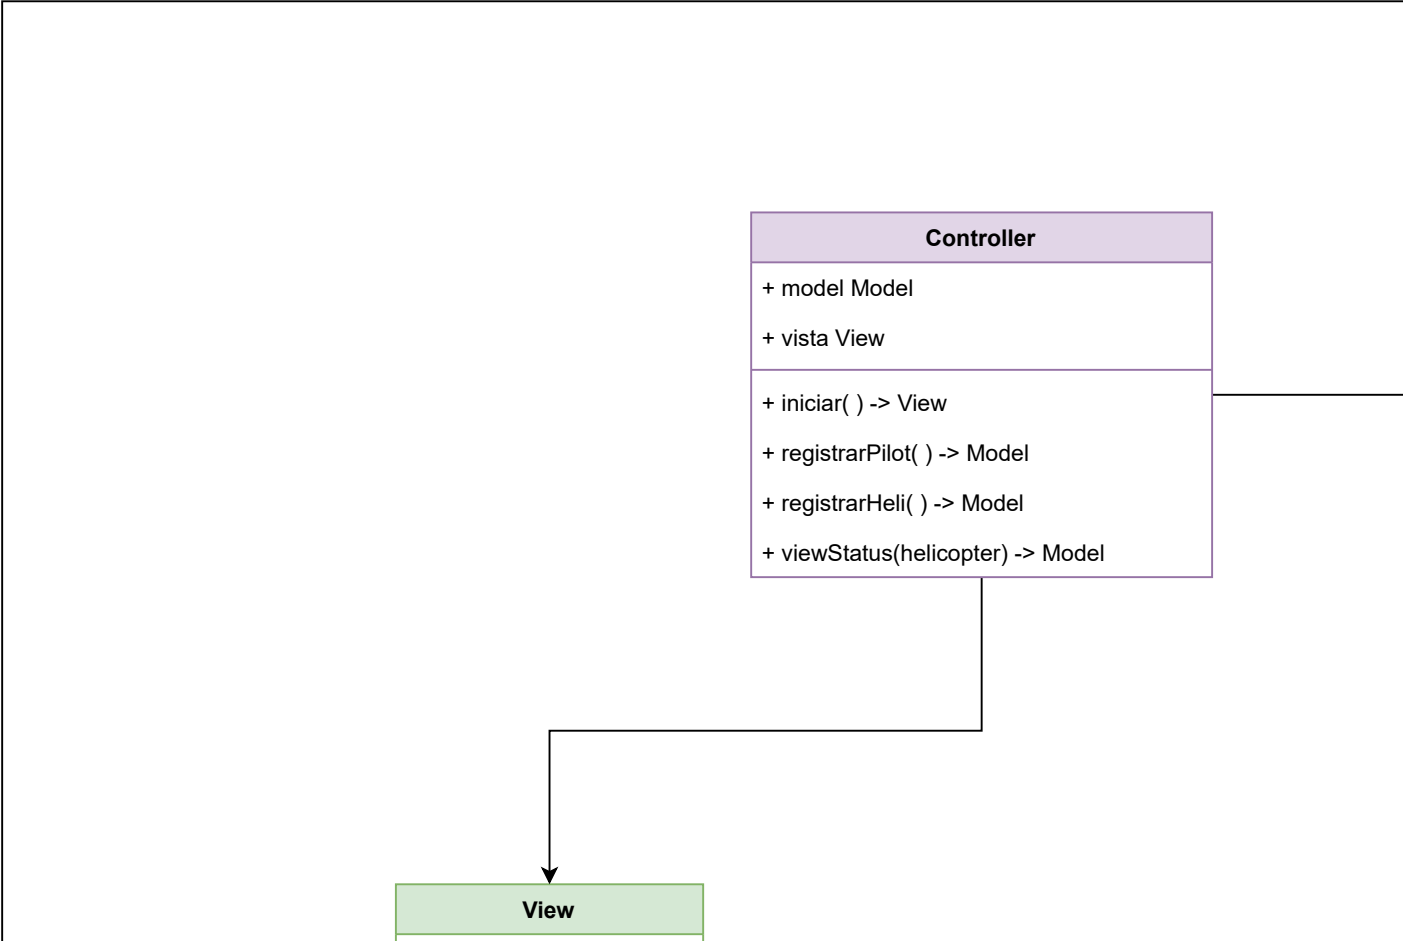 Controller
+ model Model
+ vista View
+ iniciar( ) -> View
+ registrarPilot( ) -> Model
+ registrarHeli( ) -> Model
+ viewStatus(helicopter) -> Model
View